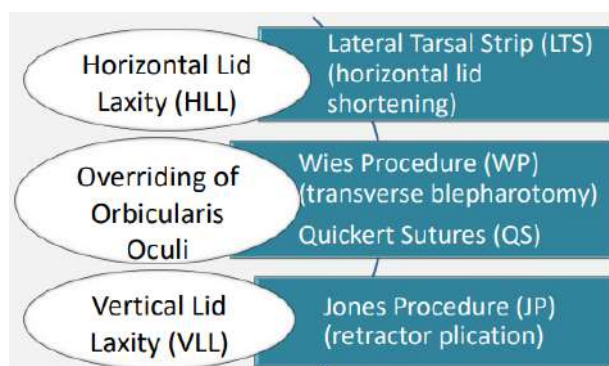 Horizontal Lid
Laxity (HLL)
Lateral Tarsal Strip (LTS)
(horizontal lid
shortening)
Overriding of
Orbicularis
Oculi
Wies Procedure (WP)
(transverse blepharotomy)
Quickert Sutures (QS)
Vertical Lid
Laxity (VLL)
Jones Procedure (JP)
(retractor plication)